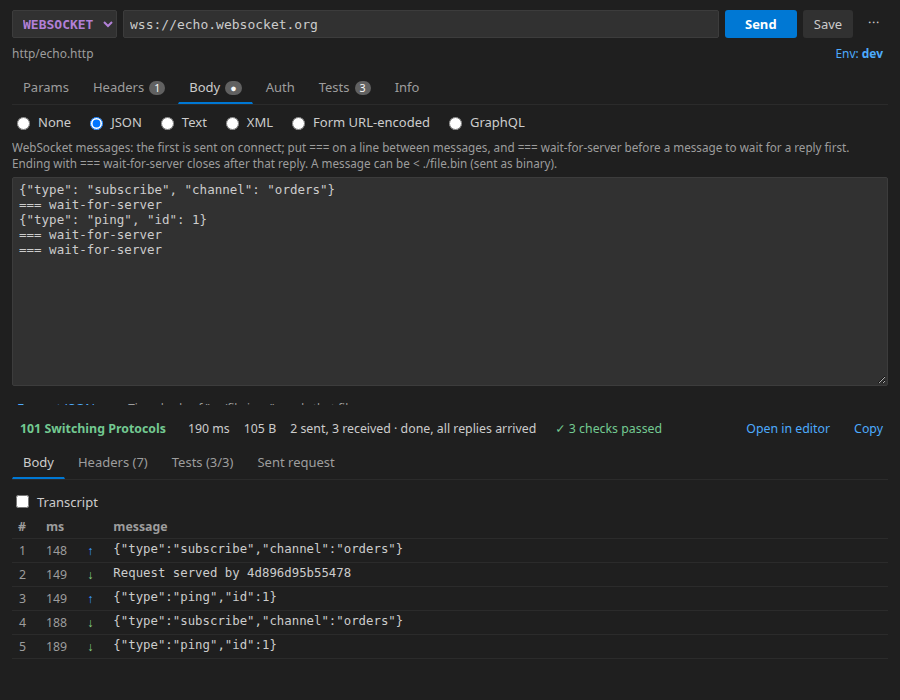 WEBSOCKET wss://echo.websocket.org Send Save ...
http/echo.http Env: dev
Params Headers 1 Body ● Auth Tests 3 Info
None JSON Text XML Form URL-encoded GraphQL
WebSocket messages: the first is sent on connect; put === on a line between messages, and === wait-for-server before a message to wait for a reply first.
Ending with === wait-for-server closes after that reply. A message can be < ./file.bin (sent as binary).
{"type": "subscribe", "channel": "orders"}
=== wait-for-server
{"type": "ping", "id": 1}
=== wait-for-server
=== wait-for-server
101 Switching Protocols 190 ms 105 B 2 sent, 3 received · done, all replies arrived ✓ 3 checks passed Open in editor Copy
Body Headers (7) Tests (3/3) Sent request
Transcript
# ms message
1 148 ↑ {"type":"subscribe","channel":"orders"}
2 149 ↓ Request served by 4d896d95b55478
3 149 ↑ {"type":"ping","id":1}
4 188 ↓ {"type":"subscribe","channel":"orders"}
5 189 ↓ {"type":"ping","id":1}